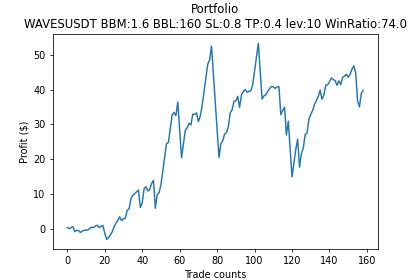 Portfolio
WAVESUSDT BBM:1.6 BBL:160 SL:0.8 TP:0.4 lev:10 WinRatio:74.0
50
40
30
20
10
0
Profit ($)
0 20 40 60 80 100 120 140 160
Trade counts